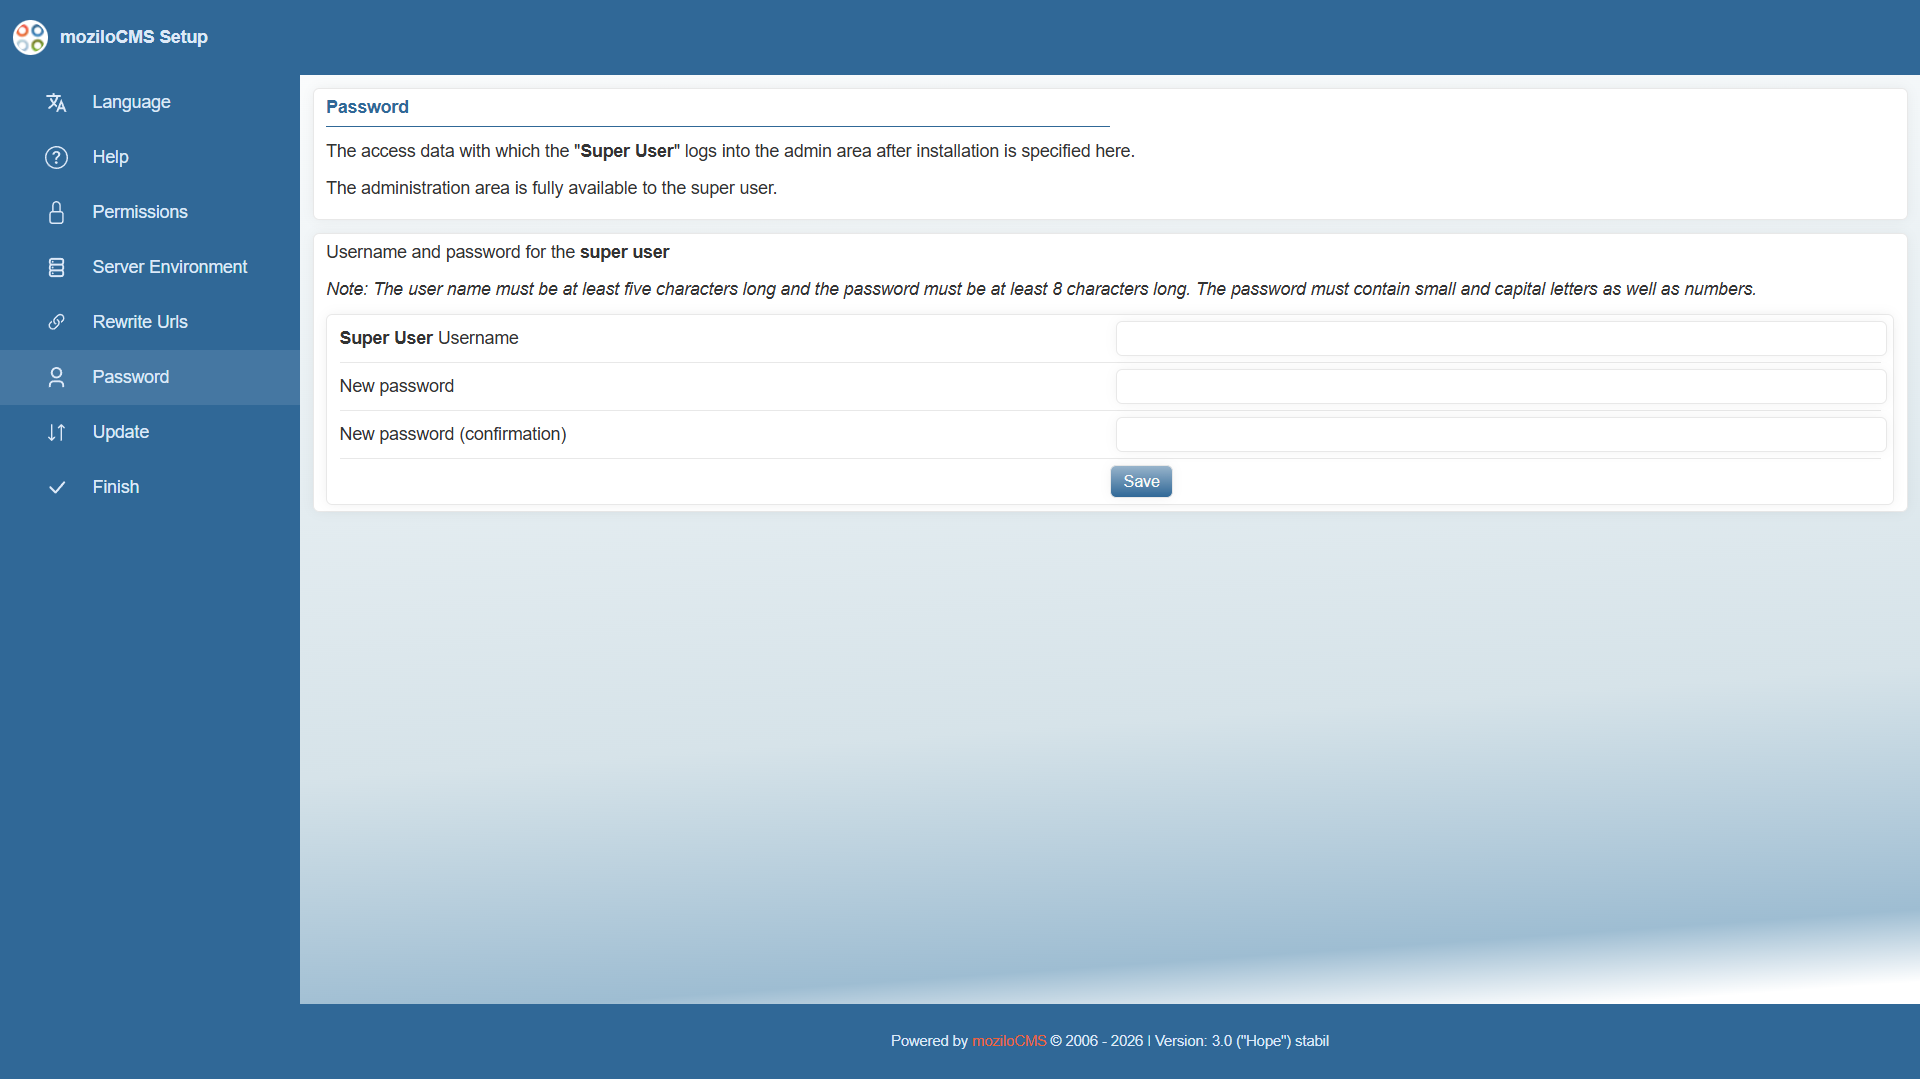 moziloCMS Setup
Language
Help
Permissions
Server Environment
Rewrite Urls
Password
Update
Finish
Password
The access data with which the "Super User" logs into the admin area after installation is specified here.
The administration area is fully available to the super user.
Username and password for the super user
Note: The user name must be at least five characters long and the password must be at least 8 characters long. The password must contain small and capital letters as well as numbers.
Super User Username
New password
New password (confirmation)
Save
Powered by moziloCMS © 2006 - 2026 | Version: 3.0 ("Hope") stabil